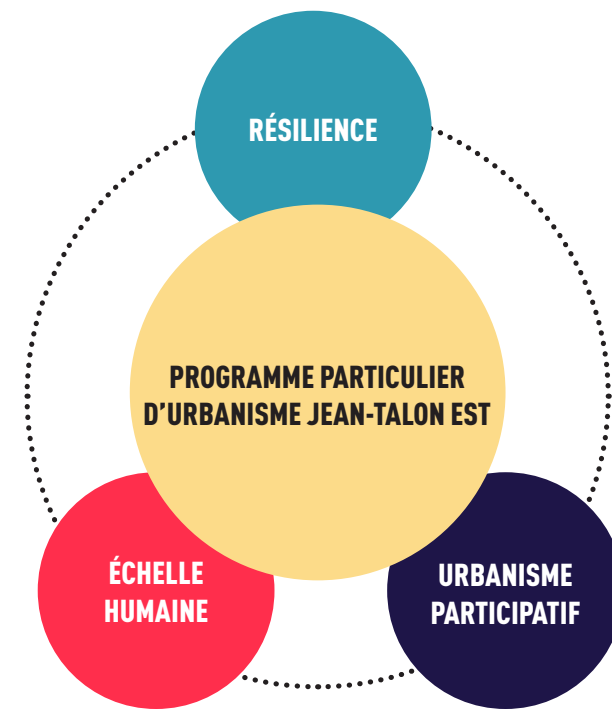 RÉSILIENCE
PROGRAMME PARTICULIER
D'URBANISME JEAN-TALON EST
ÉCHELLE
HUMAINE
URBANISME
PARTICIPATIF